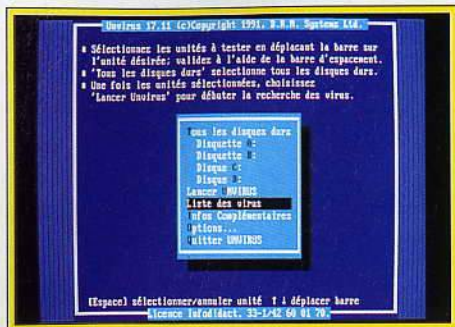 Unvirus 17.11 (c)Copyright 1991, B.R.M. Systems Ltd.
* Sélectionnez les unités à tester en déplacant la barre sur
l'unité désirée; validez à l'aide de la barre d'espacement.
* 'Tous les disques durs' selectionne tous les disques durs.
* Une fois les unités sélectionnées, choisissez
'Lancer Unvirus' pour débuter la recherche des virus.
Tous les disques durs
Disquette A:
Disquette B:
Disque C:
Disque
Lancer UNVIRUS
Liste des virus
Infos Complémentaires
Options...
Quitter UNVIRUS
[Espace] sélectionner/annuler unité ↑ ↓ déplacer barre
Licence Infodidact. 33-1/42 60 01 70.